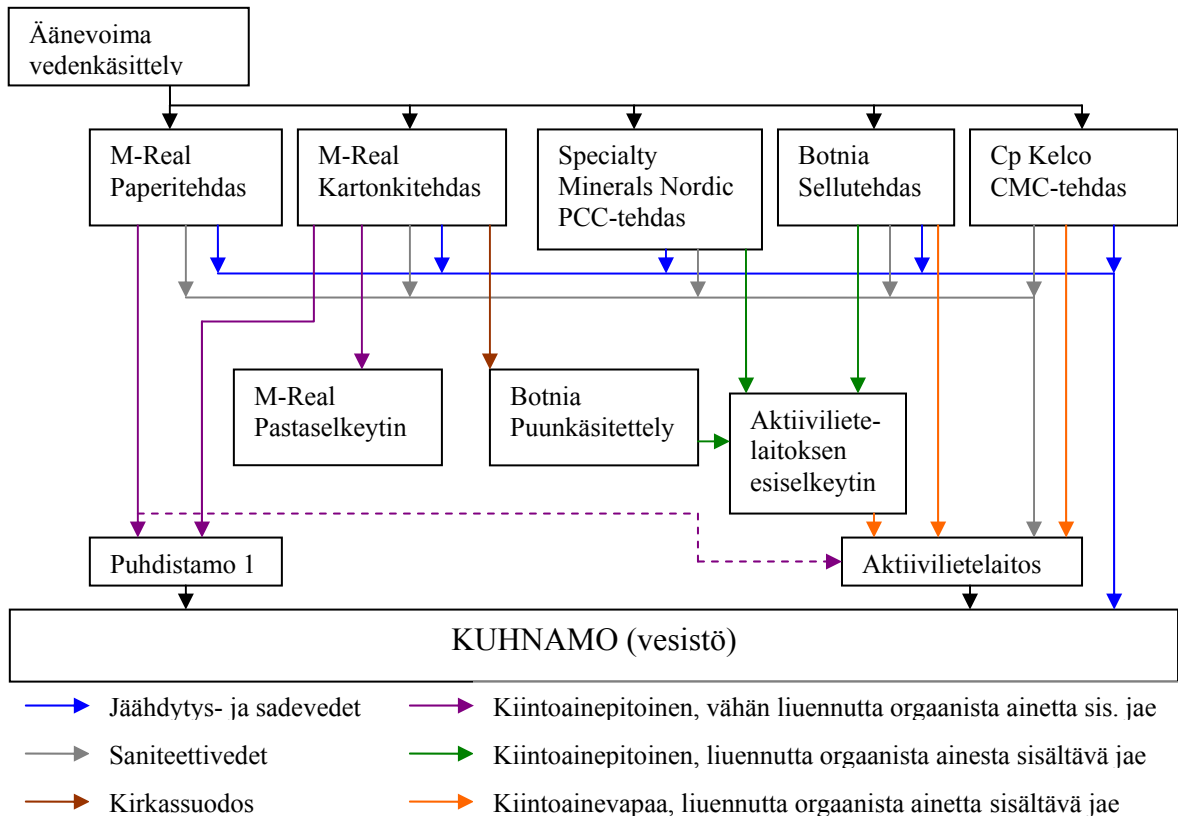 Äänevoima
vedenkäsittely
M-Real
Paperitehdas
M-Real
Kartonkitehdas
Specialty
Minerals Nordic
PCC-tehdas
Botnia
Sellutehdas
Cp Kelco
CMC-tehdas
M-Real
Pastaselkeytin
Botnia
Puunkäsitettely
Aktiiviliete-
laitoksen
esiselkeytin
Puhdistamo 1
Aktiivilietelaitos
KUHNAMO (vesistö)
Jäähdytys- ja sadevedet
Kiintoainepitoinen, vähän liuennutta orgaanista ainetta sis. jae
Saniteettivedet
Kiintoainepitoinen, liuennutta orgaanista ainesta sisältävä jae
Kirkassuodos
Kiintoainevapaa, liuennutta orgaanista ainetta sisältävä jae